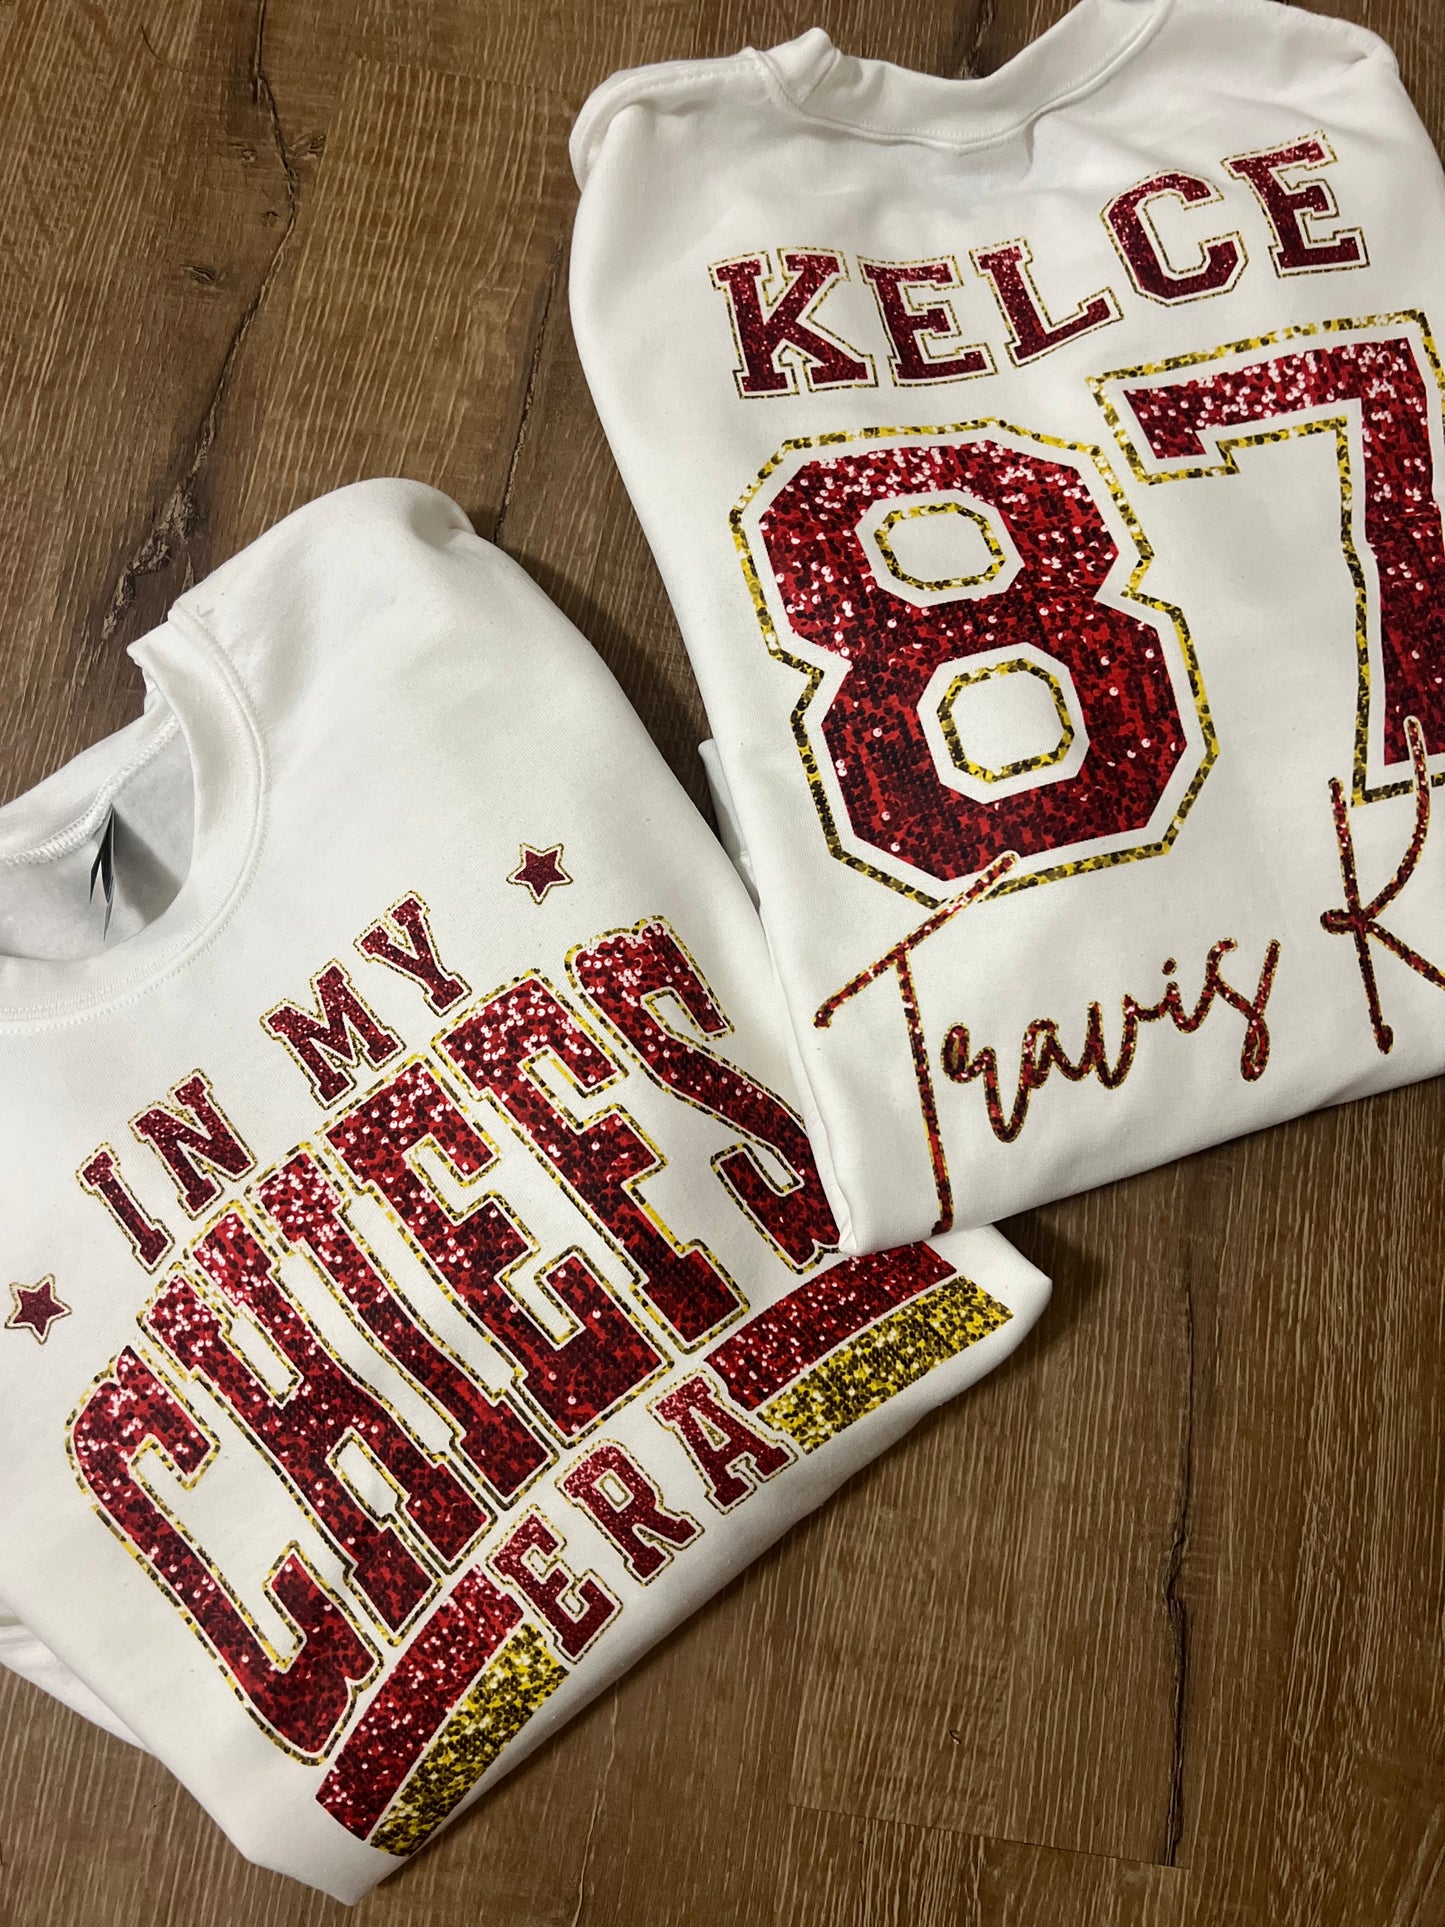 KELCE
87
Travis K
IN MY
CHIEFS
ERA